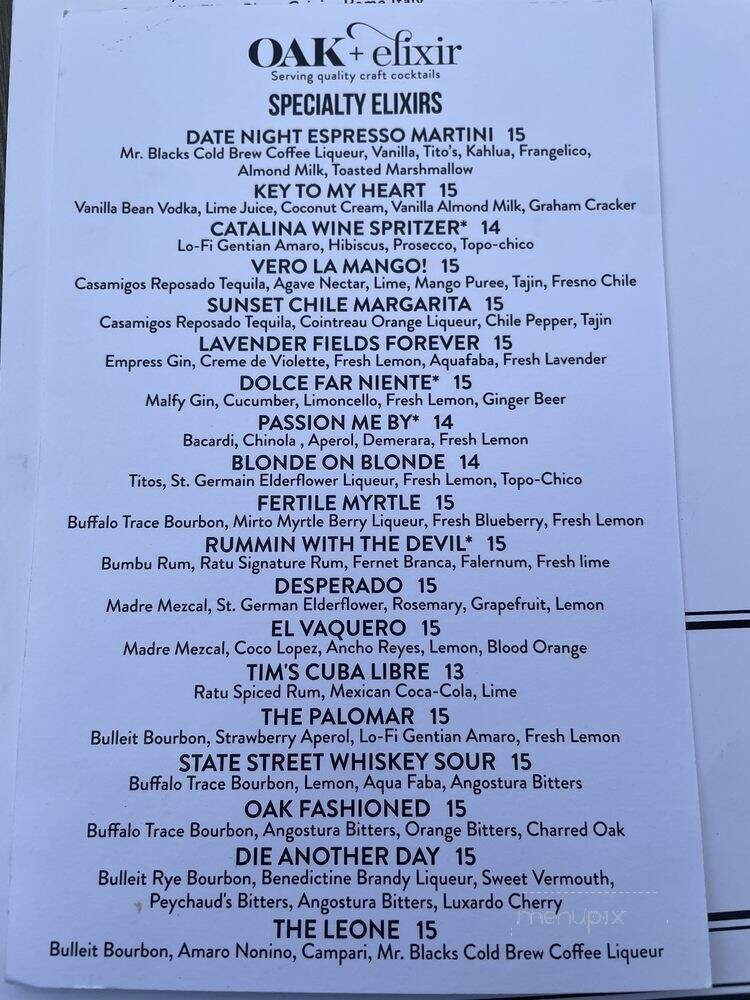 OAK + elixir
Serving quality craft cocktails
SPECIALTY ELIXIRS
DATE NIGHT ESPRESSO MARTINI 15
Mr. Blacks Cold Brew Coffee Liqueur, Vanilla, Tito's, Kahlua, Frangelico,
Almond Milk, Toasted Marshmallow
KEY TO MY HEART 15
Vanilla Bean Vodka, Lime Juice, Coconut Cream, Vanilla Almond Milk, Graham Cracker
CATALINA WINE SPRITZER* 14
Lo-Fi Gentian Amaro, Hibiscus, Prosecco, Topo-chico
VERO LA MANGO! 15
Casamigos Reposado Tequila, Agave Nectar, Lime, Mango Puree, Tajin, Fresno Chile
SUNSET CHILE MARGARITA 15
Casamigos Reposado Tequila, Cointreau Orange Liqueur, Chile Pepper, Tajin
LAVENDER FIELDS FOREVER 15
Empress Gin, Creme de Violette, Fresh Lemon, Aquafaba, Fresh Lavender
DOLCE FAR NIENTE* 15
Malfy Gin, Cucumber, Limoncello, Fresh Lemon, Ginger Beer
PASSION ME BY* 14
Bacardi, Chinola , Aperol, Demerara, Fresh Lemon
BLONDE ON BLONDE 14
Titos, St. Germain Elderflower Liqueur, Fresh Lemon, Topo-Chico
FERTILE MYRTLE 15
Buffalo Trace Bourbon, Mirto Myrtle Berry Liqueur, Fresh Blueberry, Fresh Lemon
RUMMIN WITH THE DEVIL* 15
Bumbu Rum, Ratu Signature Rum, Fernet Branca, Falernum, Fresh lime
DESPERADO 15
Madre Mezcal, St. German Elderflower, Rosemary, Grapefruit, Lemon
EL VAQUERO 15
Madre Mezcal, Coco Lopez, Ancho Reyes, Lemon, Blood Orange
TIM'S CUBA LIBRE 13
Ratu Spiced Rum, Mexican Coca-Cola, Lime
THE PALOMAR 15
Bulleit Bourbon, Strawberry Aperol, Lo-Fi Gentian Amaro, Fresh Lemon
STATE STREET WHISKEY SOUR 15
Buffalo Trace Bourbon, Lemon, Aqua Faba, Angostura Bitters
OAK FASHIONED 15
Buffalo Trace Bourbon, Angostura Bitters, Orange Bitters, Charred Oak
DIE ANOTHER DAY 15
Bulleit Rye Bourbon, Benedictine Brandy Liqueur, Sweet Vermouth,
Peychaud's Bitters, Angostura Bitters, Luxardo Cherry
menupix
THE LEONE 15
Bulleit Bourbon, Amaro Nonino, Campari, Mr. Blacks Cold Brew Coffee Liqueur